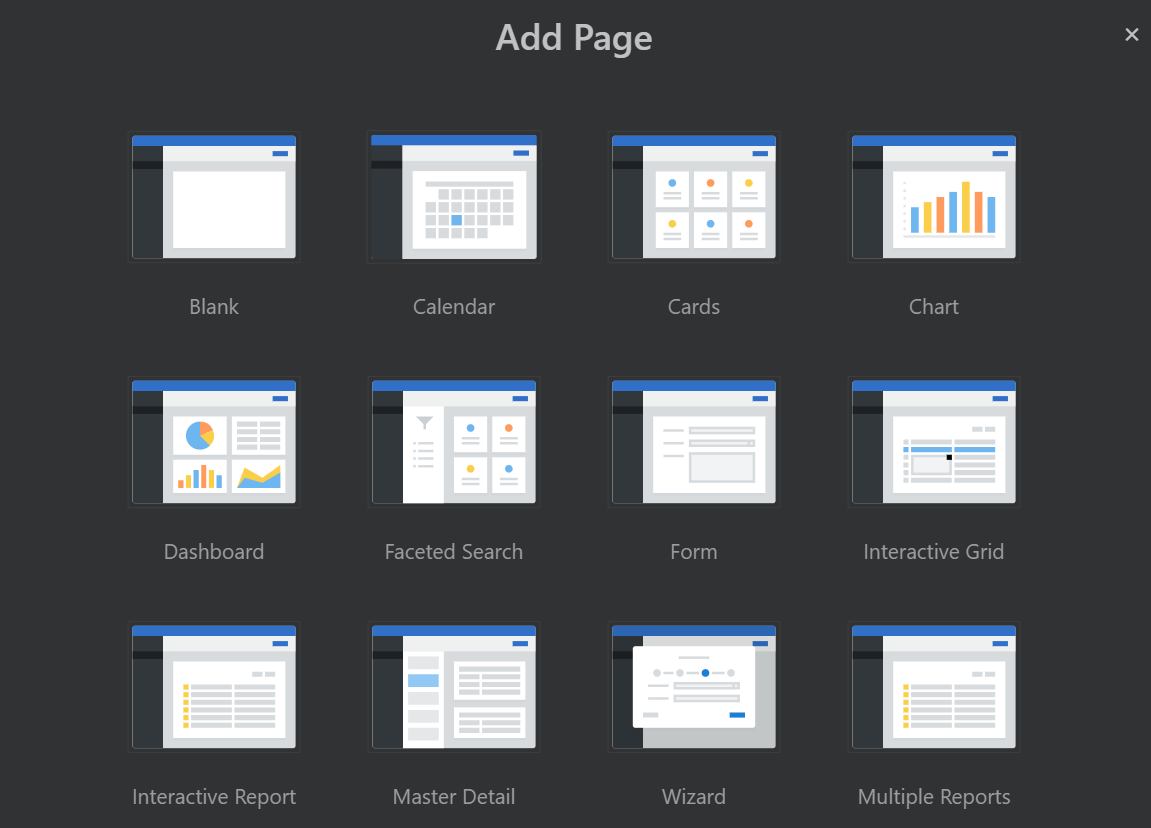 Add Page
Blank
Calendar
Cards
Chart
Dashboard
Faceted Search
Form
Interactive Grid
Interactive Report
Master Detail
Wizard
Multiple Reports